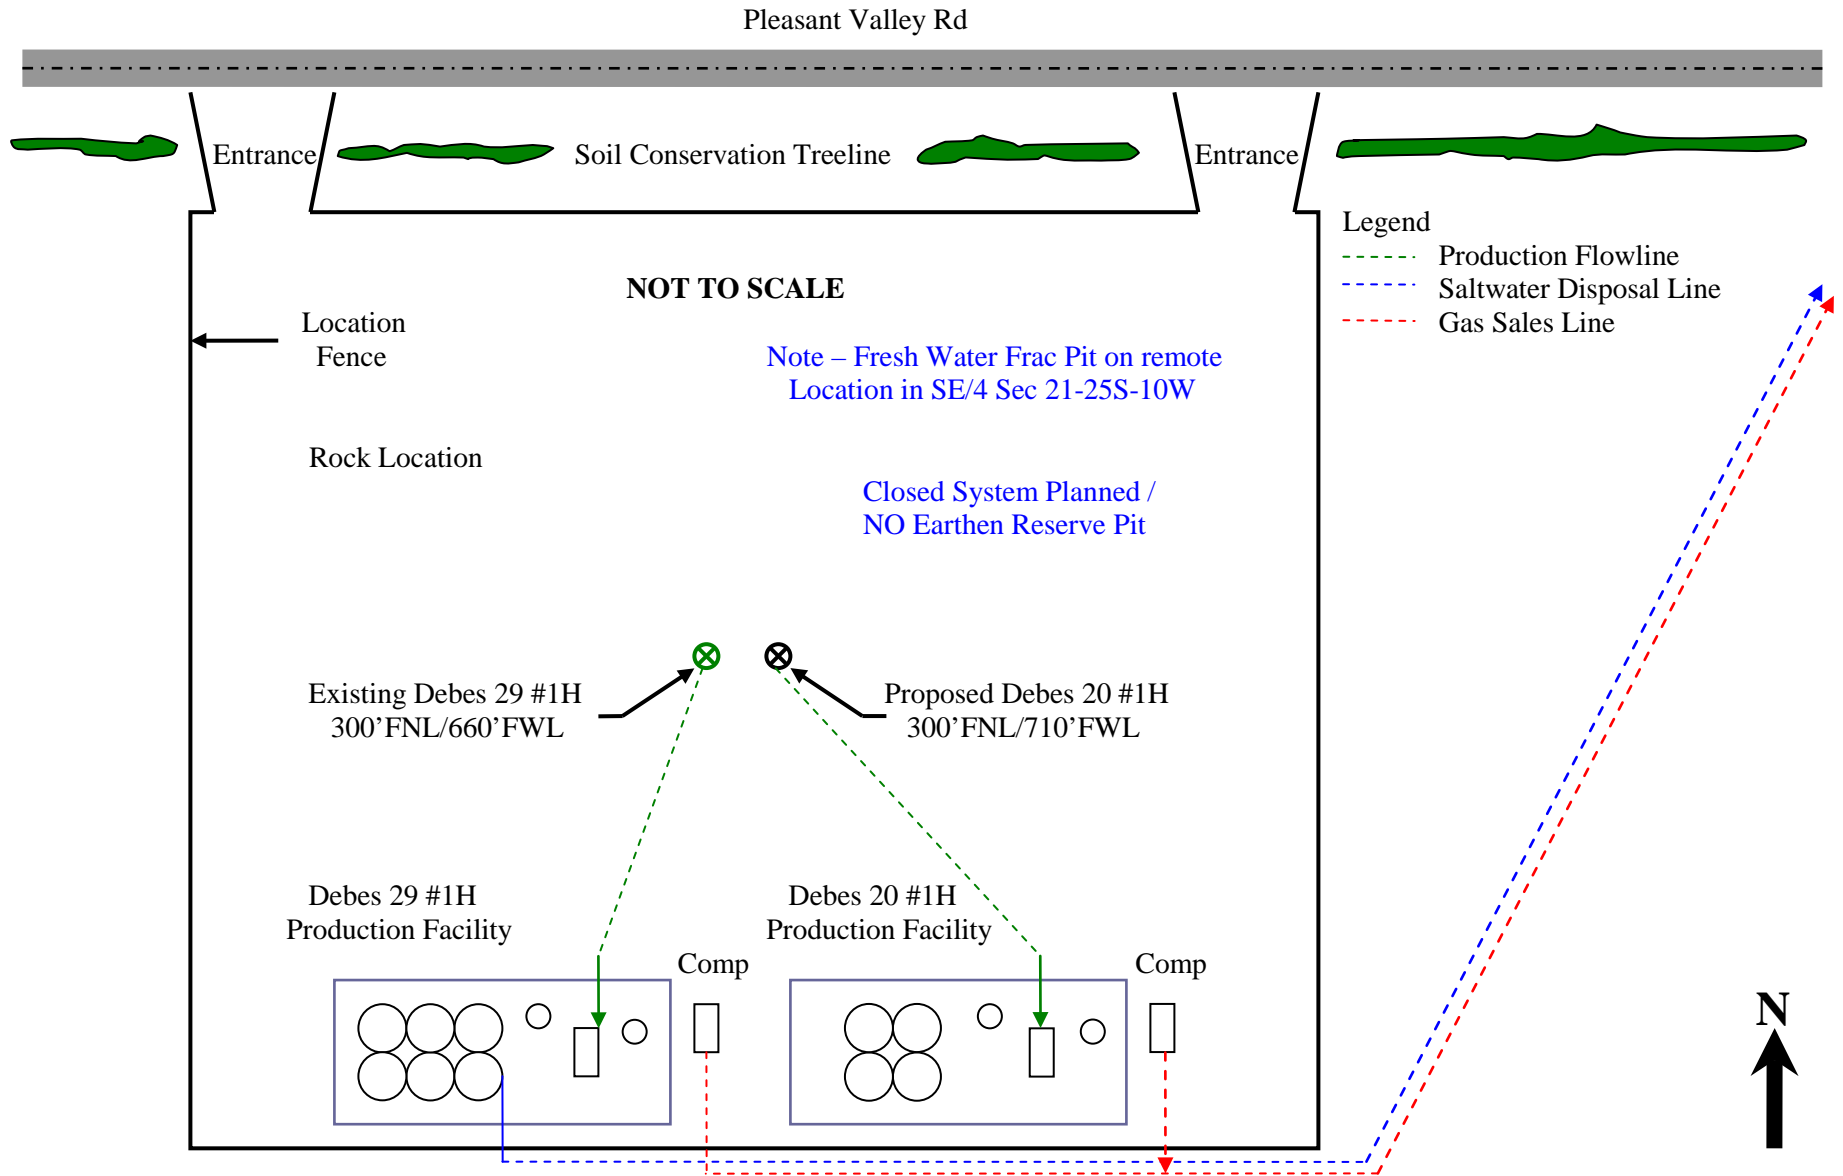 Pleasant Valley Rd
Entrance
Soil Conservation Treeline
Entrance
Legend
Production Flowline
Saltwater Disposal Line
Gas Sales Line
NOT TO SCALE
Location
Fence
Note – Fresh Water Frac Pit on remote
Location in SE/4 Sec 21-25S-10W
Rock Location
Closed System Planned /
NO Earthen Reserve Pit
Existing Debes 29 #1H
300’FNL/660’FWL
Proposed Debes 20 #1H
300’FNL/710’FWL
Debes 29 #1H
Production Facility
Debes 20 #1H
Production Facility
Comp
Comp
N